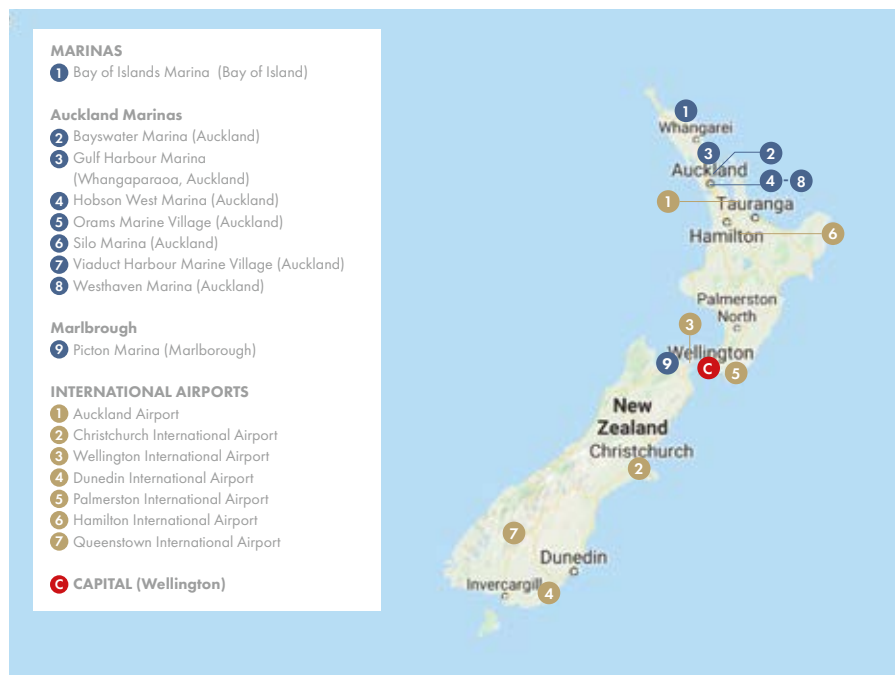 MARINAS
1 Bay of Islands Marina (Bay of Island)
Auckland Marinas
2 Bayswater Marina (Auckland)
3 Gulf Harbour Marina
(Whangaparaoa, Auckland)
4 Hobson West Marina (Auckland)
5 Orams Marine Village (Auckland)
6 Silo Marina (Auckland)
7 Viaduct Harbour Marine Village (Auckland)
8 Westhaven Marina (Auckland)
Marlbrough
9 Picton Marina (Marlborough)
INTERNATIONAL AIRPORTS
1 Auckland Airport
2 Christchurch International Airport
3 Wellington International Airport
4 Dunedin International Airport
5 Palmerston International Airport
6 Hamilton International Airport
7 Queenstown International Airport
C CAPITAL (Wellington)
1
Whangarei
3
2
Auckland
4 - 8
1
Tauranga
6
Hamilton
Palmerston
North
3
Wellington
9
C
5
New
Zealand
Christchurch
2
7
Dunedin
Invercargill
4